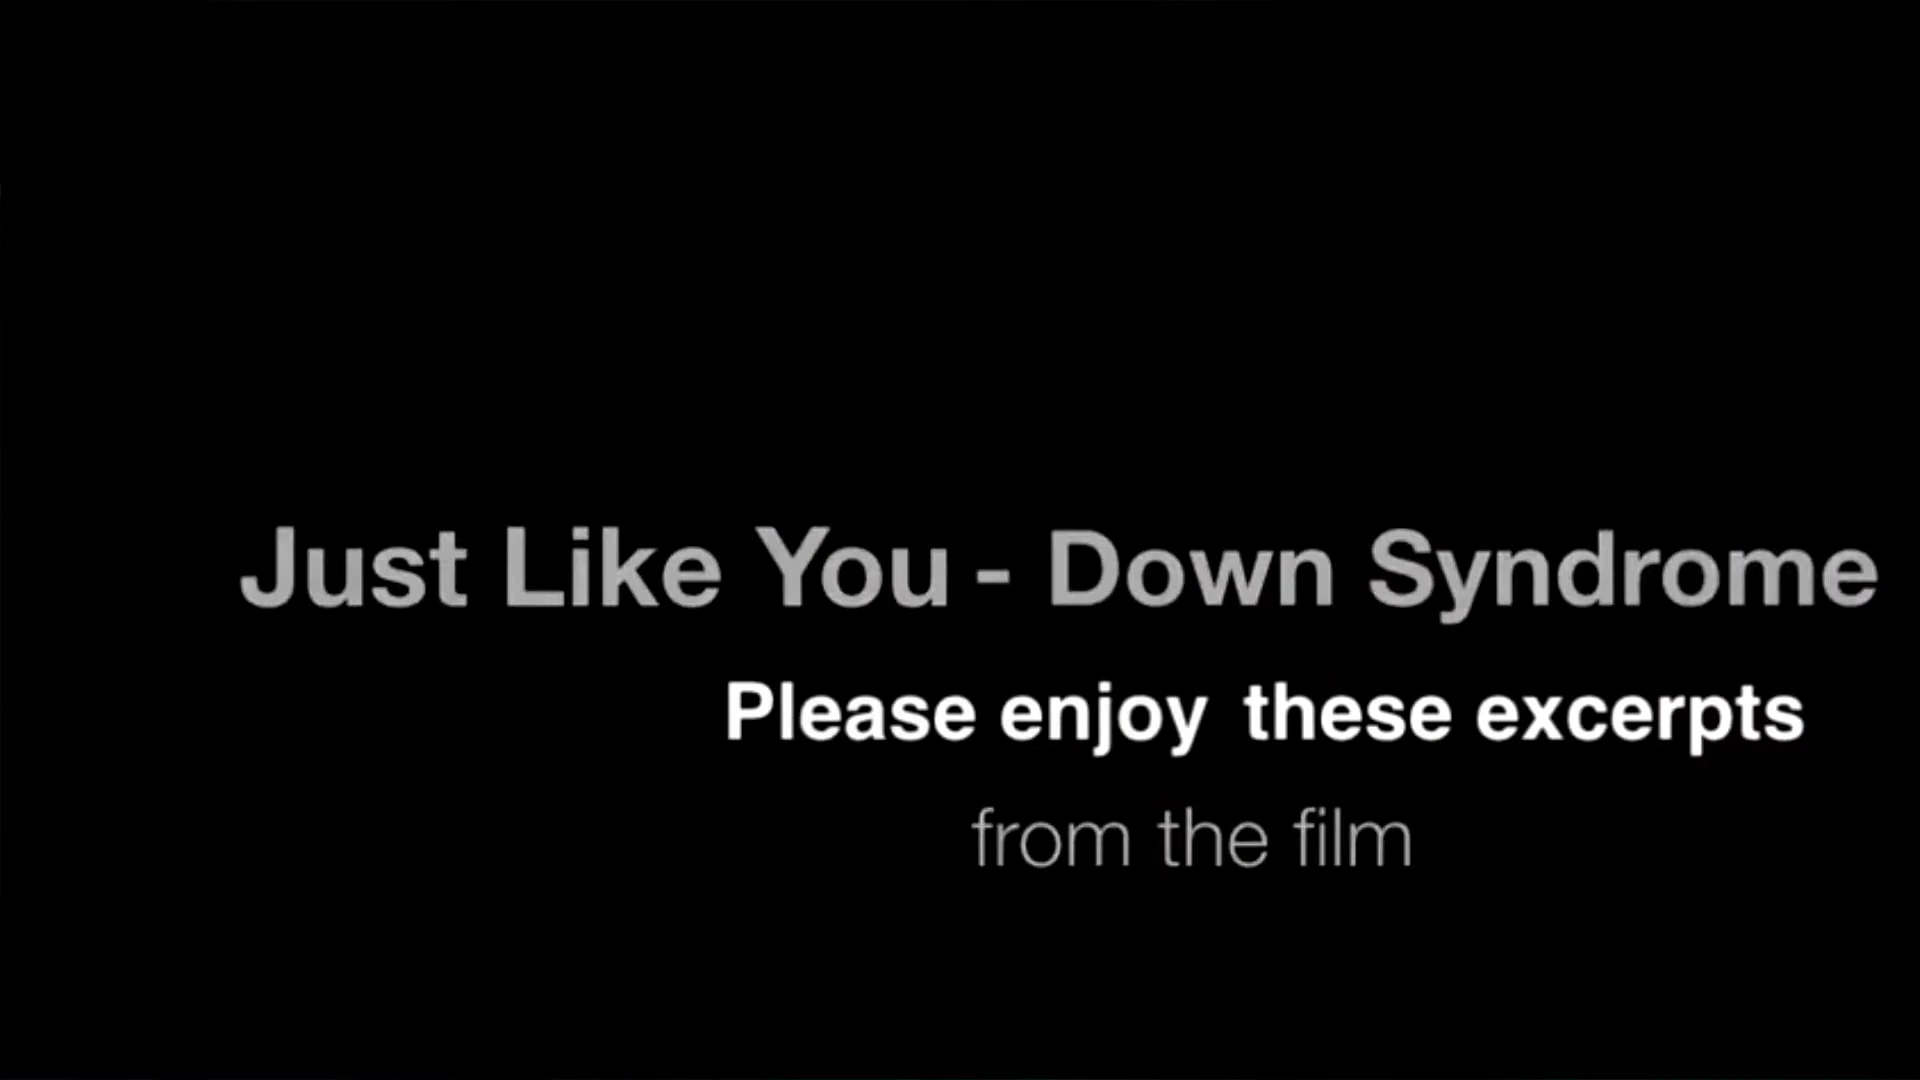 Just Like You - Down Syndrome
Please enjoy these excerpts
from the film